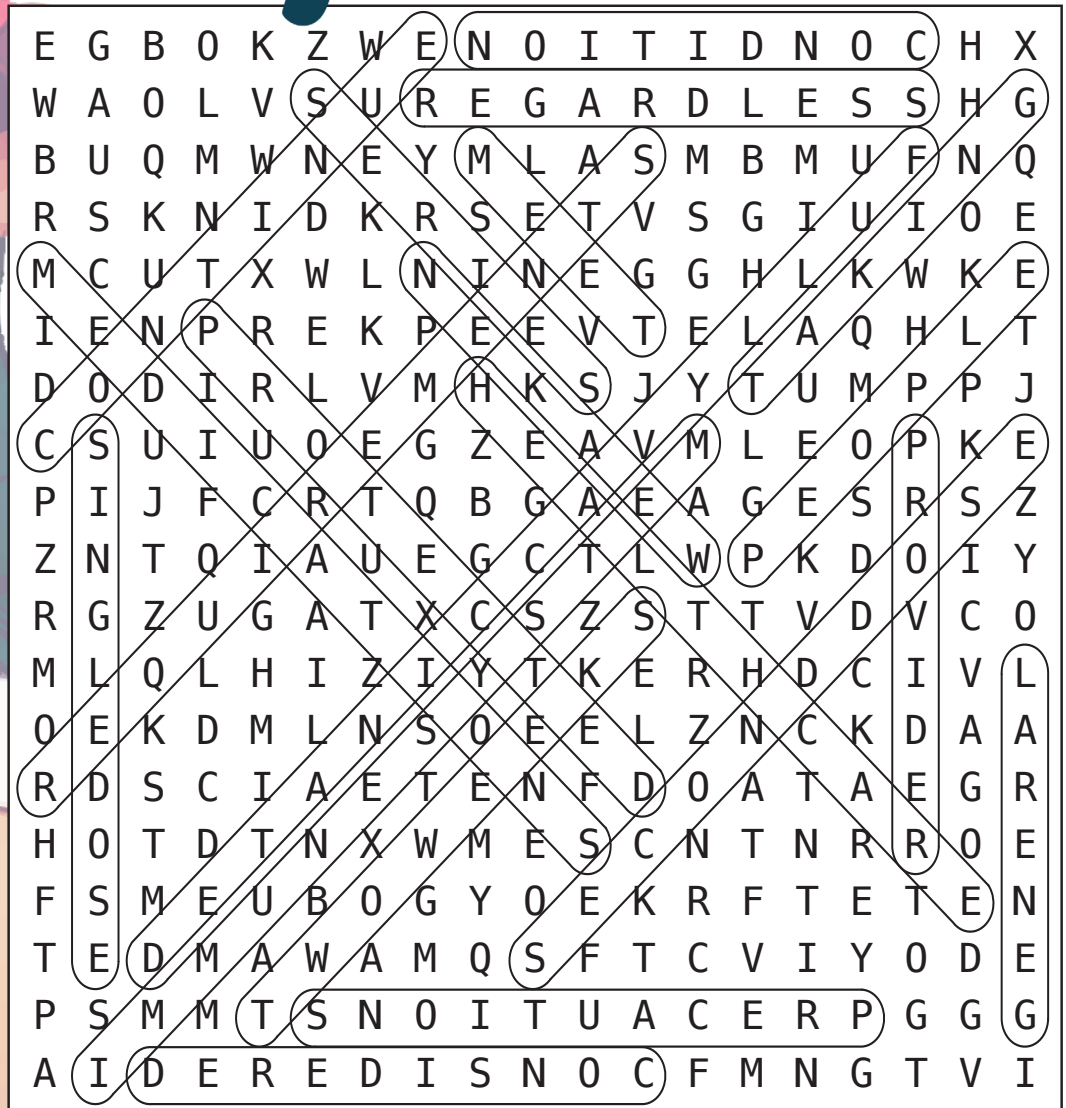 E G B O K Z W E N O I T I D N O C H X
W A O L V S U R E G A R D L E S S H G
B U Q M W N E Y M L A S M B M U F N Q
R S K N I D K R S E T V S G I U I O E
M C U T X W L N I N E G G H L K W K E
I E N P R E K P E E V T E L A Q H L T
D O D I R L V M H K S J Y T U M P P J
C S U I U O E G Z E A V M L E O P K E
P I J F C R T Q B G A E A G E S R S Z
Z N T Q I A U E G C T L W P K D O I Y
R G Z U G A T X C S Z S T T V D V C O
M L Q L H I Z I Y T K E R H D C I V L
O E K D M L N S O E E L Z N C K D A A
R D S C I A E T E N F D O A T A E G R
H O T D T N X W M E S C N T N R R O E
F S M E U B O G Y O E K R F T E T E N
T E D M A W A M Q S F T C V I Y O D E
P S M M T S N O I T U A C E R P G G G
A I D E R E D I S N O C F M N G T V I